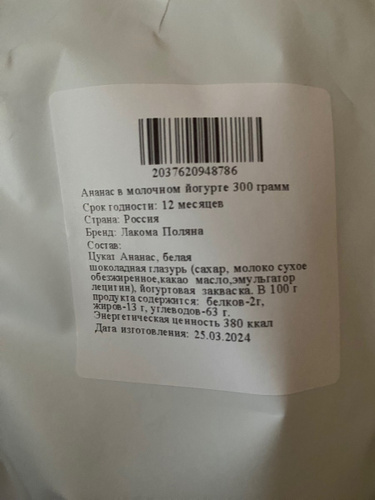 2037620948786
Ананас в молочном йогурте 300 грамм
Срок годности: 12 месяцев
Страна: Россия
Бренд: Лакома Поляна
Состав:
Цукат Ананас, белая
шоколадная глазурь (сахар, молоко сухое
обезжиренное,какао масло,эмульгатор
лецитин), йогуртовая закваска. В 100 г
продукта содержится: белков-2г,
жиров-13 г, углеводов-63 г.
Энергетическая ценность 380 ккал
Дата изготовления: 25.03.2024